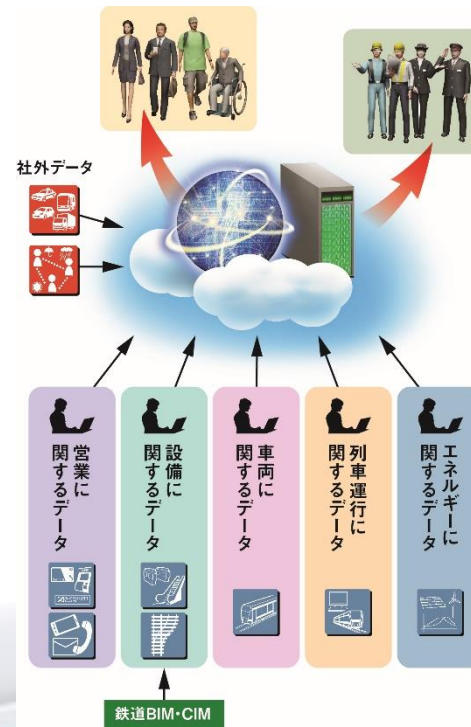 社外データ
営業に
関するデータ
設備に
関するデータ
車両に
関するデータ
列車運行に
関するデータ
エネルギーに
関するデータ
鉄道BIM・CIM